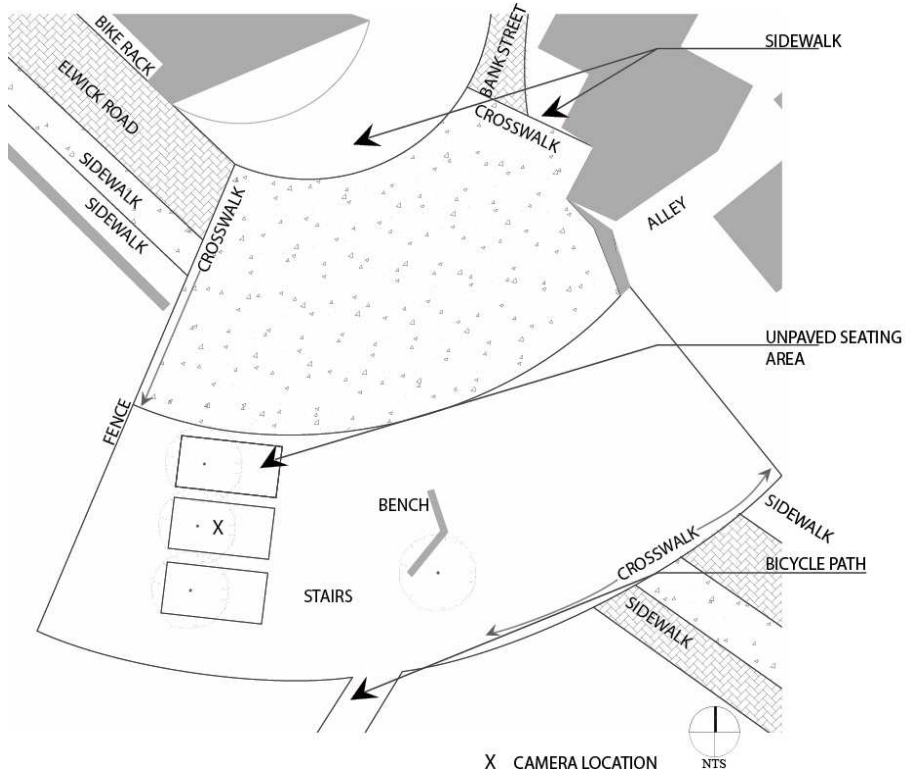 BIKE RACK
ELWICK ROAD
SIDEWALK
SIDEWALK
CROSSWALK
BANK STREET
CROSSWALK
SIDEWALK
ALLEY
UNPAVED SEATING
AREA
FENCE
BENCH
X
STAIRS
CROSSWALK
SIDEWALK
BICYCLE PATH
SIDEWALK
X CAMERA LOCATION
NTS